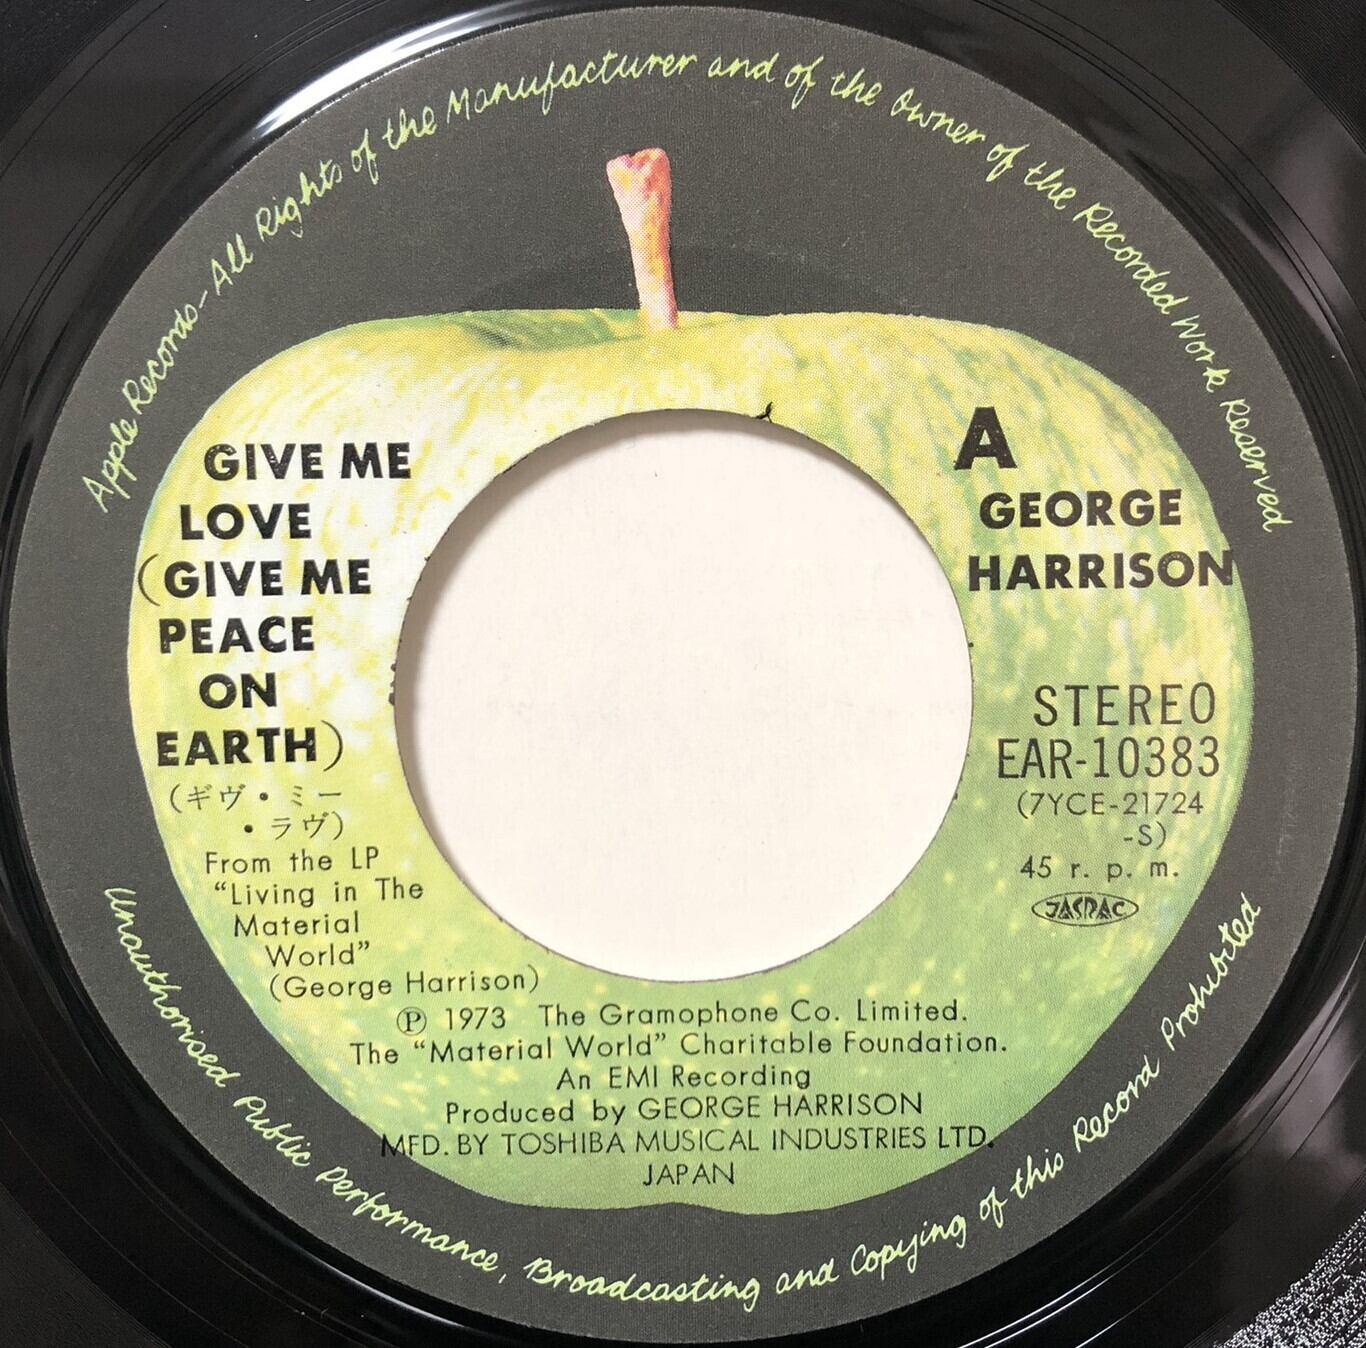 Apple Records - All Rights of the Manufacturer and of the Owner of the Recorded Work Reserved
GIVE ME
LOVE
(GIVE ME
PEACE
ON
EARTH)
(ギヴ・ミー
・ラヴ)
From the LP
“Living in The
Material
World”
(George Harrison)
A
GEORGE
HARRISON
STEREO
EAR-10383
(7YCE-21724
-S)
45 r. p. m.
JASRAC
Ⓟ 1973 The Gramophone Co. Limited.
The “Material World” Charitable Foundation.
An EMI Recording
Produced by GEORGE HARRISON
MFD. BY TOSHIBA MUSICAL INDUSTRIES LTD.
JAPAN
Unauthorised Public Performance, Broadcasting and Copying of this Record Prohibited